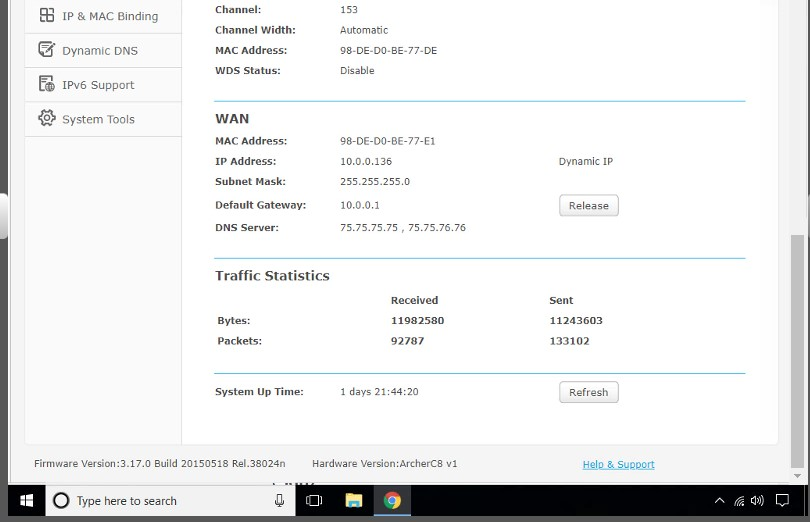 IP & MAC Binding
Dynamic DNS
IPv6 Support
System Tools
Channel: 153
Channel Width: Automatic
MAC Address: 98-DE-D0-BE-77-DE
WDS Status: Disable
WAN
MAC Address: 98-DE-D0-BE-77-E1
IP Address: 10.0.0.136 Dynamic IP
Subnet Mask: 255.255.255.0
Default Gateway: 10.0.0.1 Release
DNS Server: 75.75.75.75 , 75.75.76.76
Traffic Statistics
Received Sent
Bytes: 11982580 11243603
Packets: 92787 133102
System Up Time: 1 days 21:44:20 Refresh
Firmware Version:3.17.0 Build 20150518 Rel.38024n Hardware Version:ArcherC8 v1 Help & Support
Type here to search